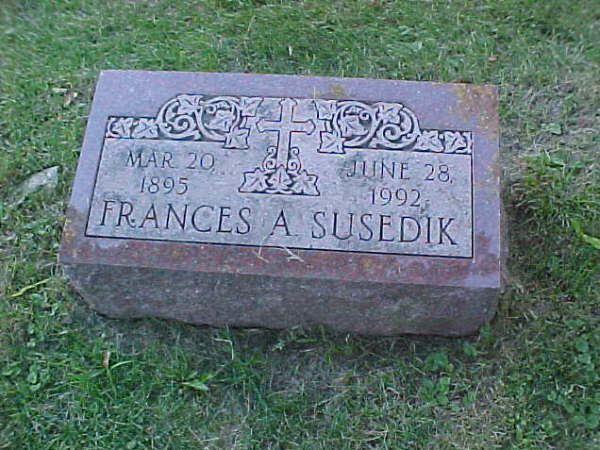 MAR 20,
1895
JUNE 28,
1992
FRANCES A. SUSEDIK